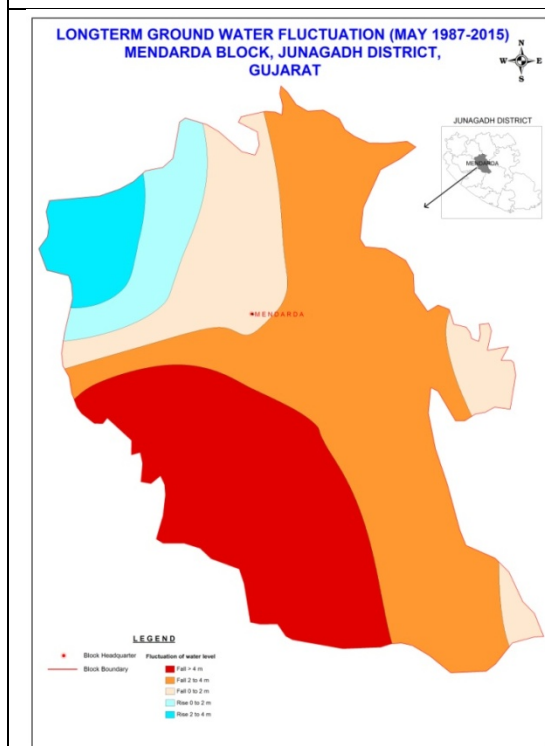 LONGTERM GROUND WATER FLUCTUATION (MAY 1987-2015)
MENDARDA BLOCK, JUNAGADH DISTRICT,
GUJARAT
N
W E
S
JUNAGADH DISTRICT
MENDARDA
MENDARDA
LEGEND
Block Headquarter
Block Boundary
Fluctuation of water level
Fall > 4 m
Fall 2 to 4 m
Fall 0 to 2 m
Rise 0 to 2 m
Rise 2 to 4 m